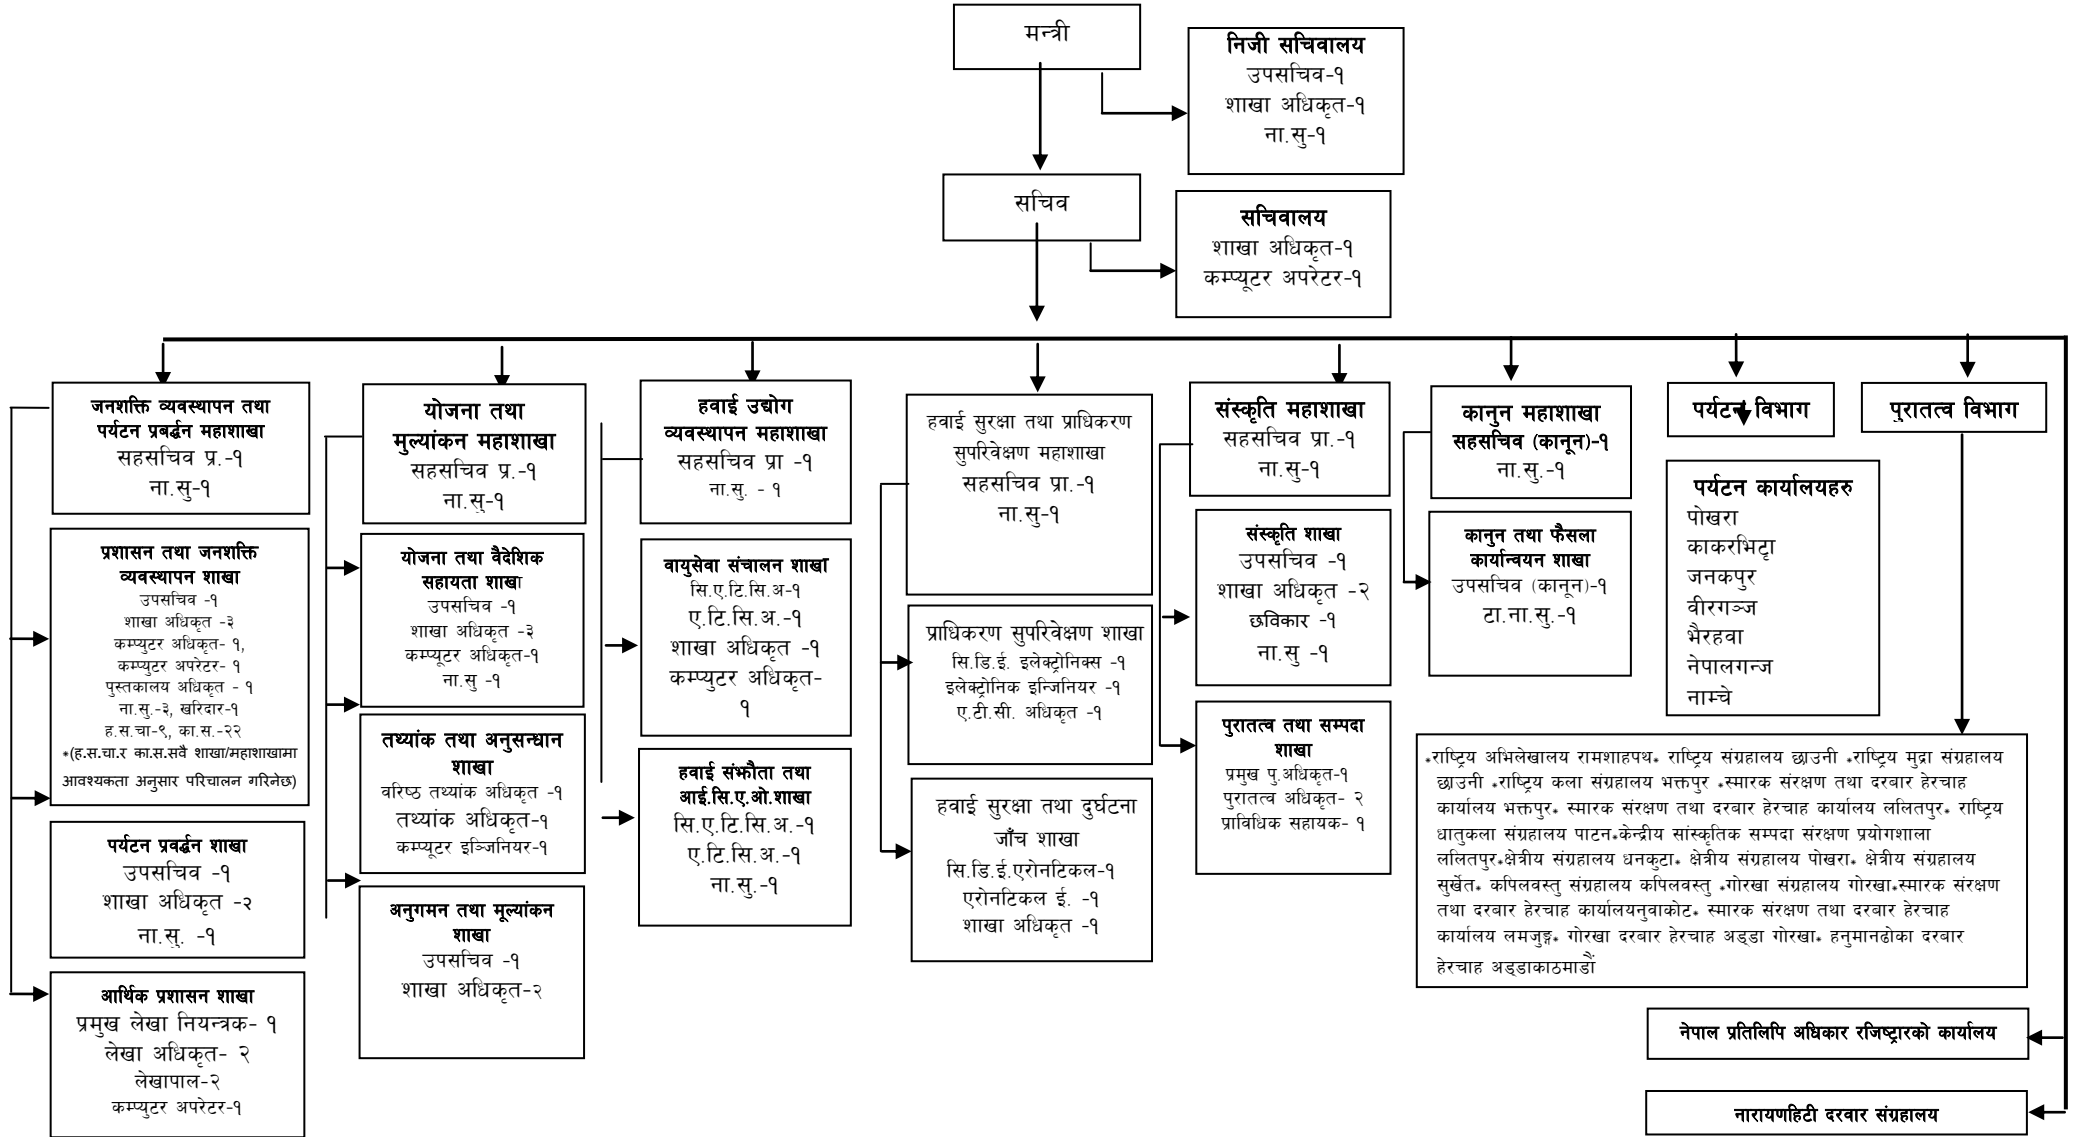 मन्त्री
निजी सचिवालय
उपसचिव-१
शाखा अधिकृत-१
ना.सु-१
सचिव
सचिवालय
शाखा अधिकृत-१
कम्प्यूटर अपरेटर-१
जनशक्ति व्यवस्थापन तथा
पर्यटन प्रबर्द्धन महाशाखा
सहसचिव प्र.-१
ना.सु-१
प्रशासन तथा जनशक्ति
व्यवस्थापन शाखा
उपसचिव -१
शाखा अधिकृत -३
कम्प्युटर अधिकृत- १,
कम्प्युटर अपरेटर- १
पुस्तकालय अधिकृत - १
ना.सु.-३, खरिदार-१
ह.स.चा-९, का.स.-२२
*(ह.स.चा.र का.स.सवै शाखा/महाशाखामा
आवश्यकता अनुसार परिचालन गरिनेछ)
पर्यटन प्रवर्द्धन शाखा
उपसचिव -१
शाखा अधिकृत -२
ना.सु. -१
आर्थिक प्रशासन शाखा
प्रमुख लेखा नियन्त्रक- १
लेखा अधिकृत- २
लेखापाल-२
कम्प्युटर अपरेटर-१
योजना तथा
मुल्यांकन महाशाखा
सहसचिव प्र.-१
ना.सु-१
योजना तथा वैदेशिक
सहायता शाखा
उपसचिव -१
शाखा अधिकृत -३
कम्प्यूटर अधिकृत-१
ना.सु -१
तथ्यांक तथा अनुसन्धान
शाखा
वरिष्ठ तथ्यांक अधिकृत -१
तथ्यांक अधिकृत-१
कम्प्यूटर इञ्जिनियर-१
अनुगमन तथा मूल्यांकन
शाखा
उपसचिव -१
शाखा अधिकृत-२
हवाई उद्योग
व्यवस्थापन महाशाखा
सहसचिव प्रा -१
ना.सु. - १
वायुसेवा संचालन शाखा
सि.ए.टि.सि.अ-१
ए.टि.सि.अ.-१
शाखा अधिकृत -१
कम्प्युटर अधिकृत-
१
हवाई संझौता तथा
आई.सि.ए.ओ.शाखा
सि.ए.टि.सि.अ.-१
ए.टि.सि.अ.-१
ना.सु.-१
हवाई सुरक्षा तथा प्राधिकरण
सुपरिवेक्षण महाशाखा
सहसचिव प्रा.-१
ना.सु-१
प्राधिकरण सुपरिवेक्षण शाखा
सि.डि.ई. इलेक्ट्रोनिक्स -१
इलेक्ट्रोनिक इन्जिनियर -१
ए.टी.सी. अधिकृत -१
हवाई सुरक्षा तथा दुर्घटना
जाँच शाखा
सि.डि.ई.एरोनटिकल-१
एरोनटिकल ई. -१
शाखा अधिकृत -१
संस्कृति महाशाखा
सहसचिव प्रा.-१
ना.सु-१
संस्कृति शाखा
उपसचिव -१
शाखा अधिकृत -२
छविकार -१
ना.सु -१
पुरातत्व तथा सम्पदा
शाखा
प्रमुख पु.अधिकृत-१
पुरातत्व अधिकृत- २
प्राविधिक सहायक- १
कानुन महाशाखा
सहसचिव (कानून)-१
ना.सु.-१
कानुन तथा फैसला
कार्यान्वयन शाखा
उपसचिव (कानून)-१
टा.ना.सु.-१
पर्यटन विभाग
पर्यटन कार्यालयहरु
पोखरा
काकरभिट्टा
जनकपुर
वीरगञ्ज
भैरहवा
नेपालगन्ज
नाम्चे
पुरातत्व विभाग
*राष्ट्रिय अभिलेखालय रामशाहपथ* राष्ट्रिय संग्रहालय छाउनी *राष्ट्रिय मुद्रा संग्रहालय
छाउनी *राष्ट्रिय कला संग्रहालय भक्तपुर *स्मारक संरक्षण तथा दरबार हेरचाह
कार्यालय भक्तपुर* स्मारक संरक्षण तथा दरबार हेरचाह कार्यालय ललितपुर* राष्ट्रिय
धातुकला संग्रहालय पाटन*केन्द्रीय सांस्कृतिक सम्पदा संरक्षण प्रयोगशाला
ललितपुर*क्षेत्रीय संग्रहालय धनकुटा* क्षेत्रीय संग्रहालय पोखरा* क्षेत्रीय संग्रहालय
सुर्खेत* कपिलवस्तु संग्रहालय कपिलवस्तु *गोरखा संग्रहालय गोरखा*स्मारक संरक्षण
तथा दरबार हेरचाह कार्यालयनुवाकोट* स्मारक संरक्षण तथा दरबार हेरचाह
कार्यालय लमजुङ्ग* गोरखा दरबार हेरचाह अड्डा गोरखा* हनुमानढोका दरबार
हेरचाह अड्डाकाठमाडौं
नेपाल प्रतिलिपि अधिकार रजिष्ट्रारको कार्यालय
नारायणहिटी दरवार संग्रहालय